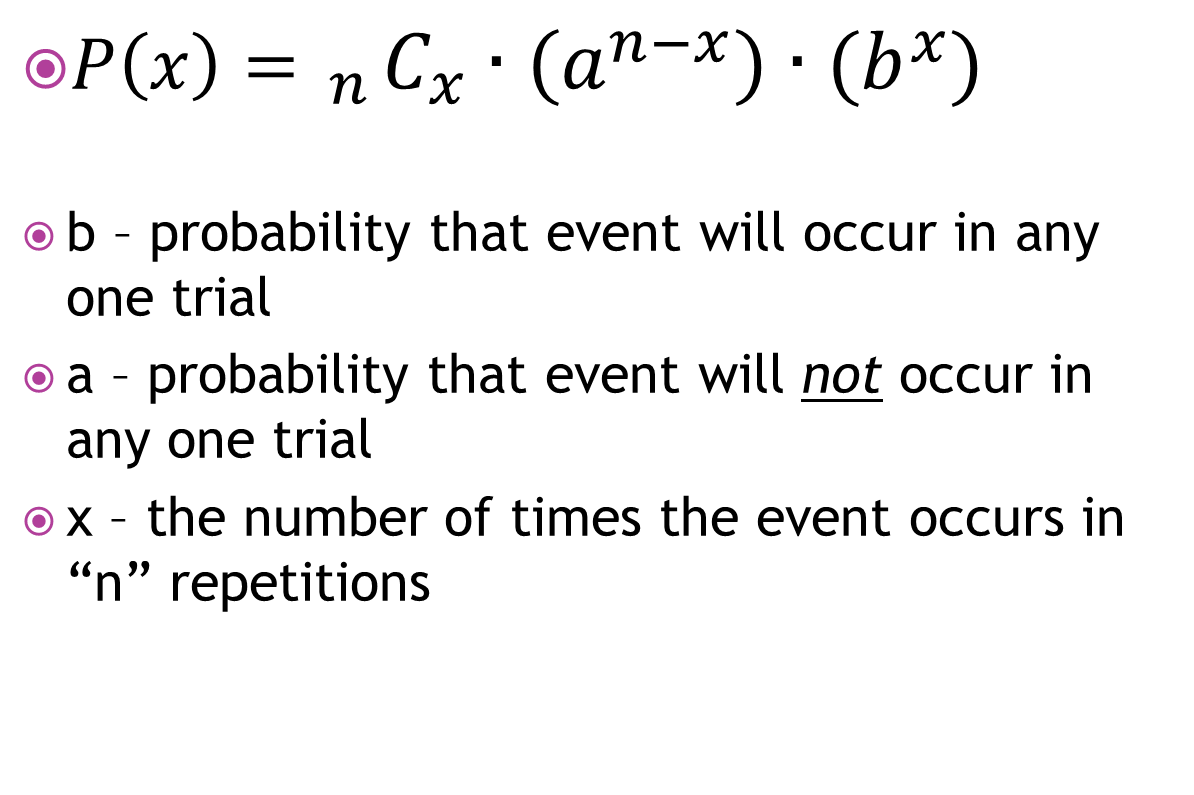 P(x) = ₙCₓ · (aⁿ⁻ˣ) · (bˣ)
b – probability that event will occur in any
one trial
a – probability that event will not occur in
any one trial
x – the number of times the event occurs in
“n” repetitions